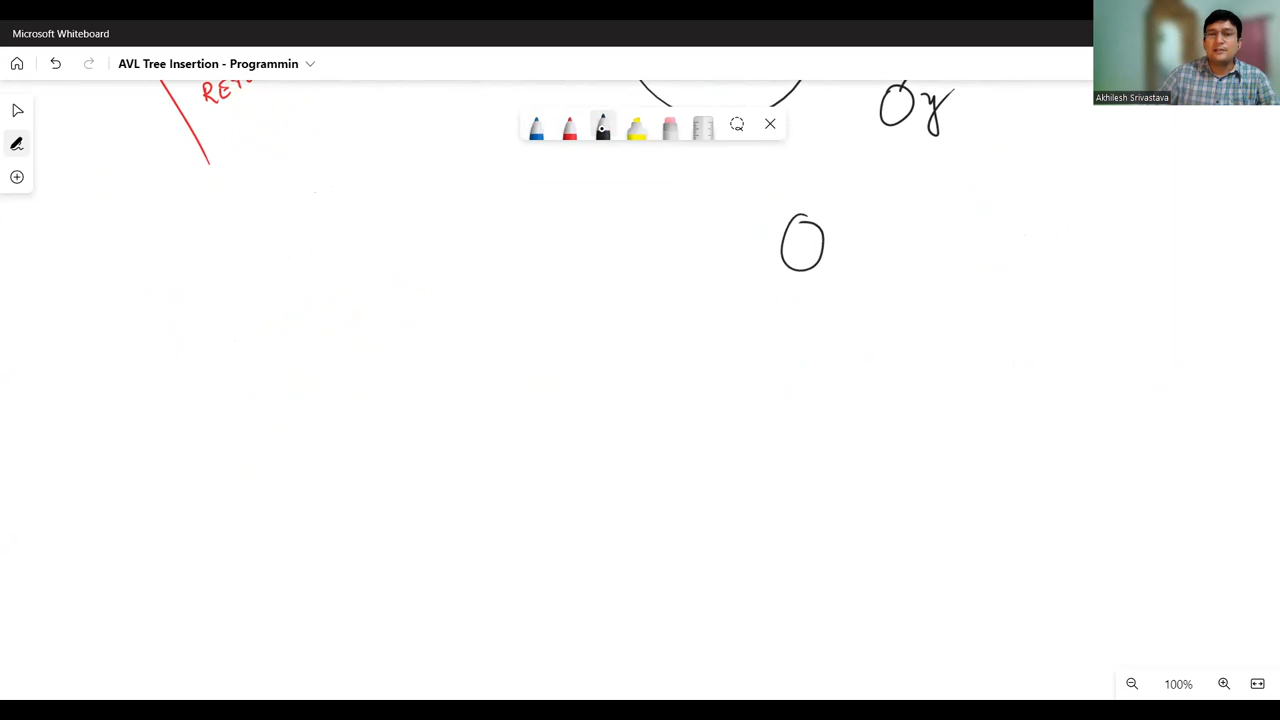 Microsoft Whiteboard
AVL Tree Insertion - Programmin
Akhilesh Srivastava
y
100%